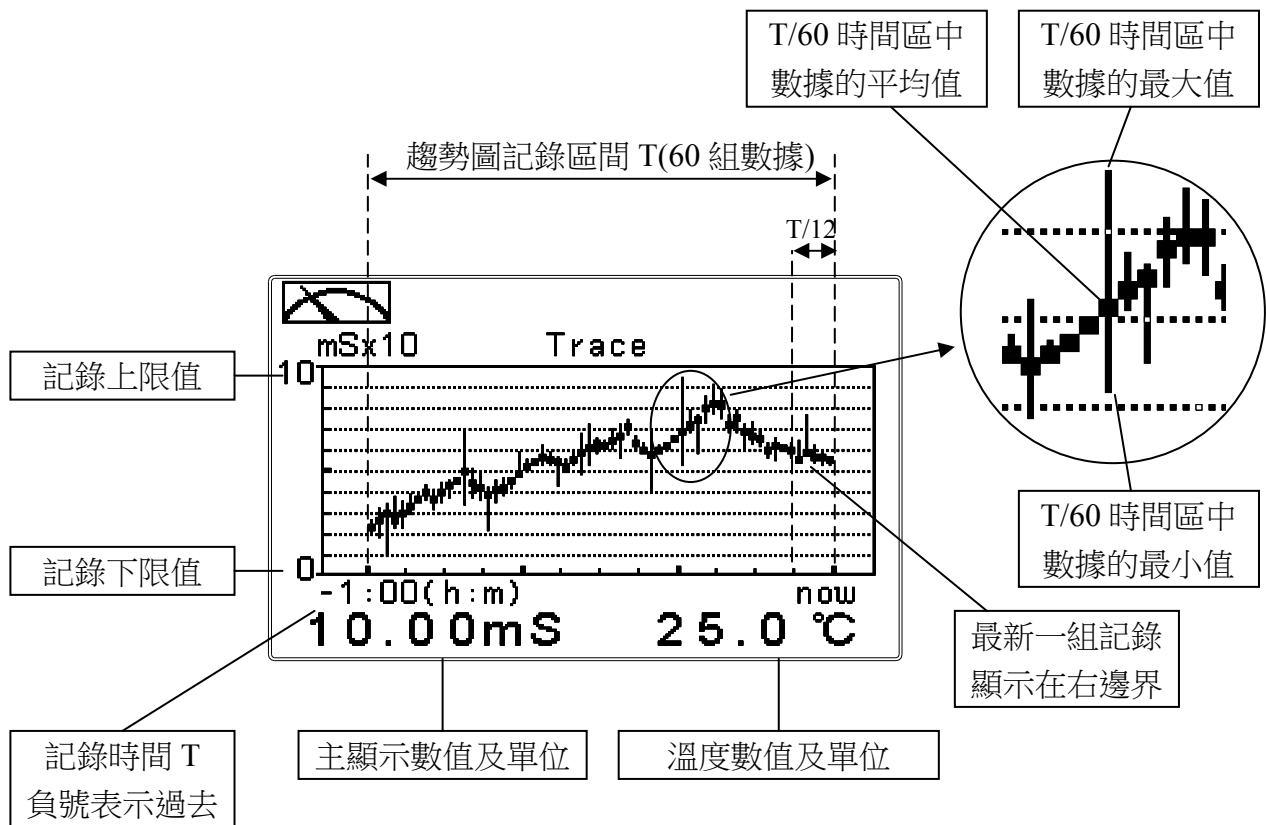 T/60 時間區中
數據的平均值
T/60 時間區中
數據的最大值
趨勢圖記錄區間 T(60 組數據)
T/12
mSx10
Trace
記錄上限值
10
記錄下限值
0
-1:00(h:m)
now
10.00mS
25.0 ℃
T/60 時間區中
數據的最小值
最新一組記錄
顯示在右邊界
記錄時間 T
負號表示過去
主顯示數值及單位
溫度數值及單位